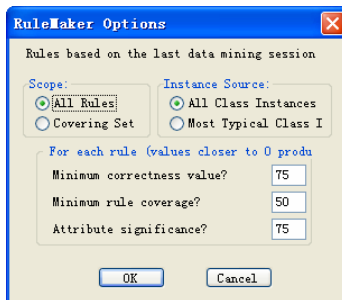 RuleMaker Options
Rules based on the last data mining session
Scope: Instance Source:
All Rules All Class Instances
Covering Set Most Typical Class I
For each rule (values closer to 0 produ
Minimum correctness value? 75
Minimum rule coverage? 50
Attribute significance? 75
OK Cancel